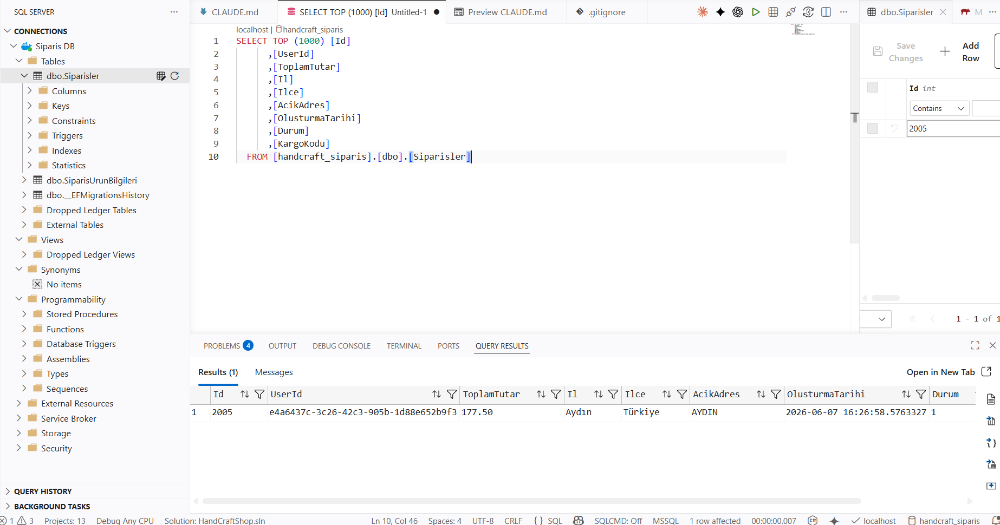 SQL SERVER
CONNECTIONS
Siparis DB
Tables
dbo.Siparisler
Columns
Keys
Constraints
Triggers
Indexes
Statistics
dbo.SiparisUrunBilgileri
dbo.__EFMigrationsHistory
Dropped Ledger Tables
External Tables
Views
Dropped Ledger Views
Synonyms
No items
Programmability
Stored Procedures
Functions
Database Triggers
Assemblies
Types
Sequences
External Resources
Service Broker
Storage
Security
QUERY HISTORY
BACKGROUND TASKS
CLAUDE.md
SELECT TOP (1000) [Id] Untitled-1
Preview CLAUDE.md
.gitignore
localhost | handcraft_siparis
1 SELECT TOP (1000) [Id]
2 ,[UserId]
3 ,[ToplamTutar]
4 ,[Il]
5 ,[Ilce]
6 ,[AcikAdres]
7 ,[OlusturmaTarihi]
8 ,[Durum]
9 ,[KargoKodu]
10 FROM [handcraft_siparis].[dbo].[Siparisler]
dbo.Siparisler
M
Save Changes
Add Row
Id int
Contains
2005
1 - 1 of 1
PROBLEMS 4 OUTPUT DEBUG CONSOLE TERMINAL PORTS QUERY RESULTS
Results (1) Messages
Open in New Tab
Id UserId ToplamTutar Il Ilce AcikAdres OlusturmaTarihi Durum
1 2005 e4a6437c-3c26-42c3-905b-1d88e652b9f3 177.50 Aydın Türkiye AYDIN 2026-06-07 16:26:58.5763327 1
1 3 Projects: 13 Debug Any CPU Solution: HandCraftShop.sln Ln 10, Col 46 Spaces: 4 UTF-8 CRLF { } SQL SQLCMD: Off MSSQL 1 row affected 00:00:00.007 localhost handcraft_siparis